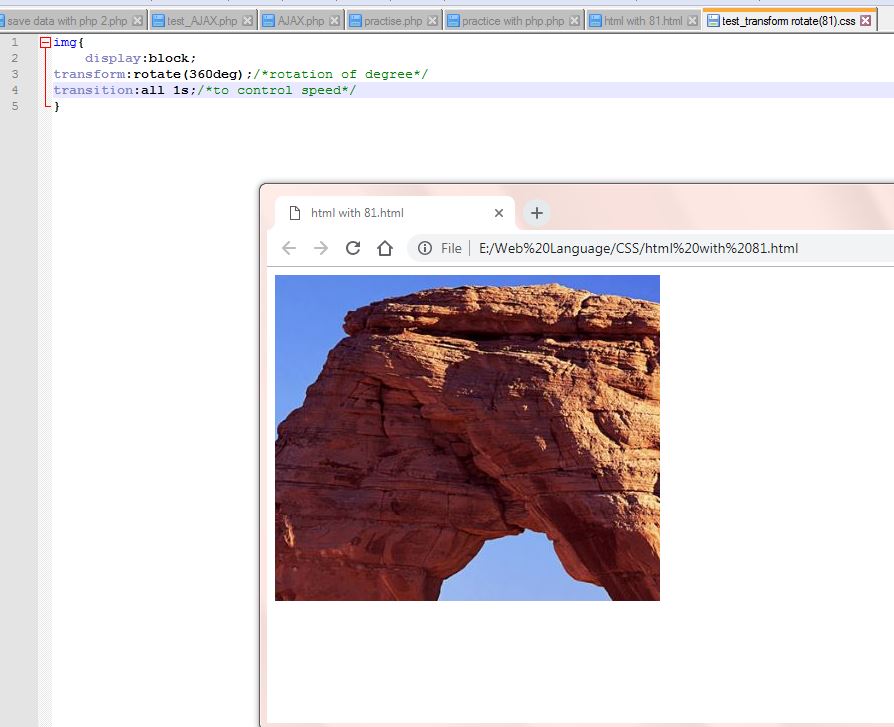 save data with php 2.php test_AJAX.php AJAX.php practise.php practice with php.php html with 81.html test_transform rotate(81).css
1 img{
2 display:block;
3 transform:rotate(360deg);/*rotation of degree*/
4 transition:all 1s;/*to control speed*/
5 }
html with 81.html
File E:/Web%20Language/CSS/html%20with%2081.html